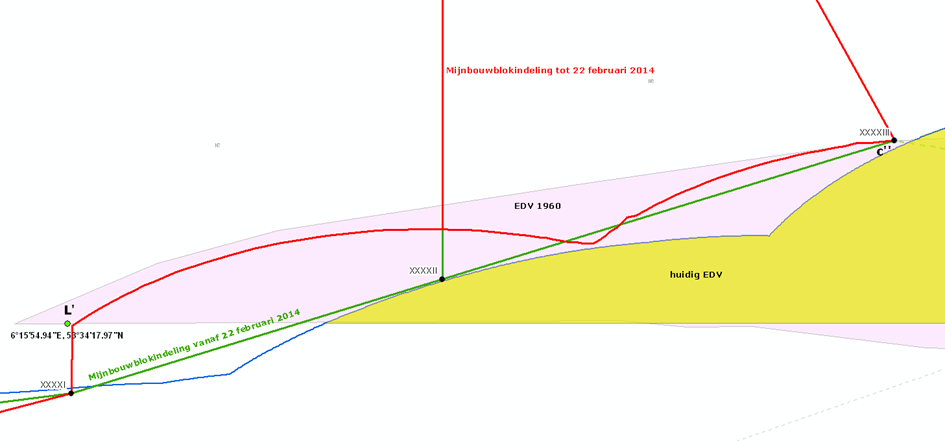 Mijnbouwblokindeling tot 22 februari 2014
XXXXIII
c''
EDV 1960
XXXXII
huidig EDV
L'
6°15'54.94"E, 53°34'17.97"N
Mijnbouwblokindeling vanaf 22 februari 2014
XXXXI